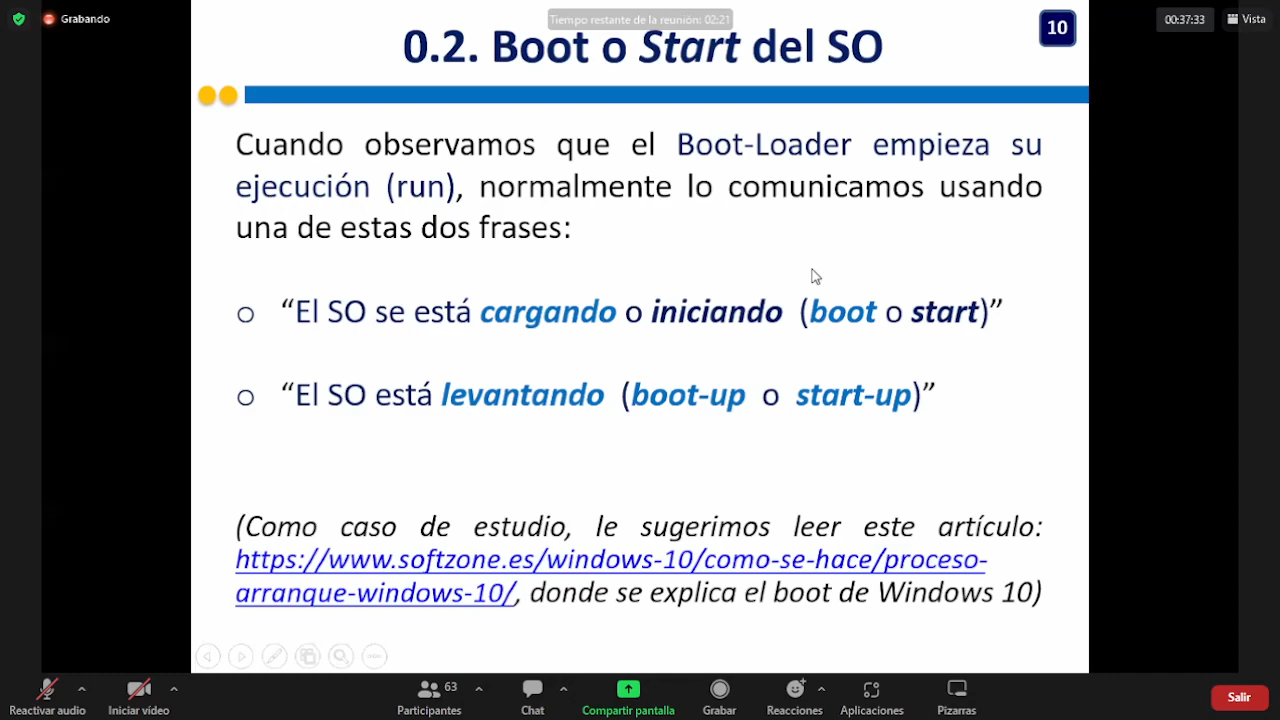 Grabando
Tiempo restante de la reunión: 02:21
00:37:33
Vista
0.2. Boot o Start del SO
10
Cuando observamos que el Boot-Loader empieza su
ejecución (run), normalmente lo comunicamos usando
una de estas dos frases:
o “El SO se está cargando o iniciando (boot o start)”
o “El SO está levantando (boot-up o start-up)”
(Como caso de estudio, le sugerimos leer este artículo:
https://www.softzone.es/windows-10/como-se-hace/proceso-
arranque-windows-10/, donde se explica el boot de Windows 10)
Reactivar audio
Iniciar vídeo
63
Participantes
Chat
Compartir pantalla
Grabar
Reacciones
Aplicaciones
Pizarras
Salir